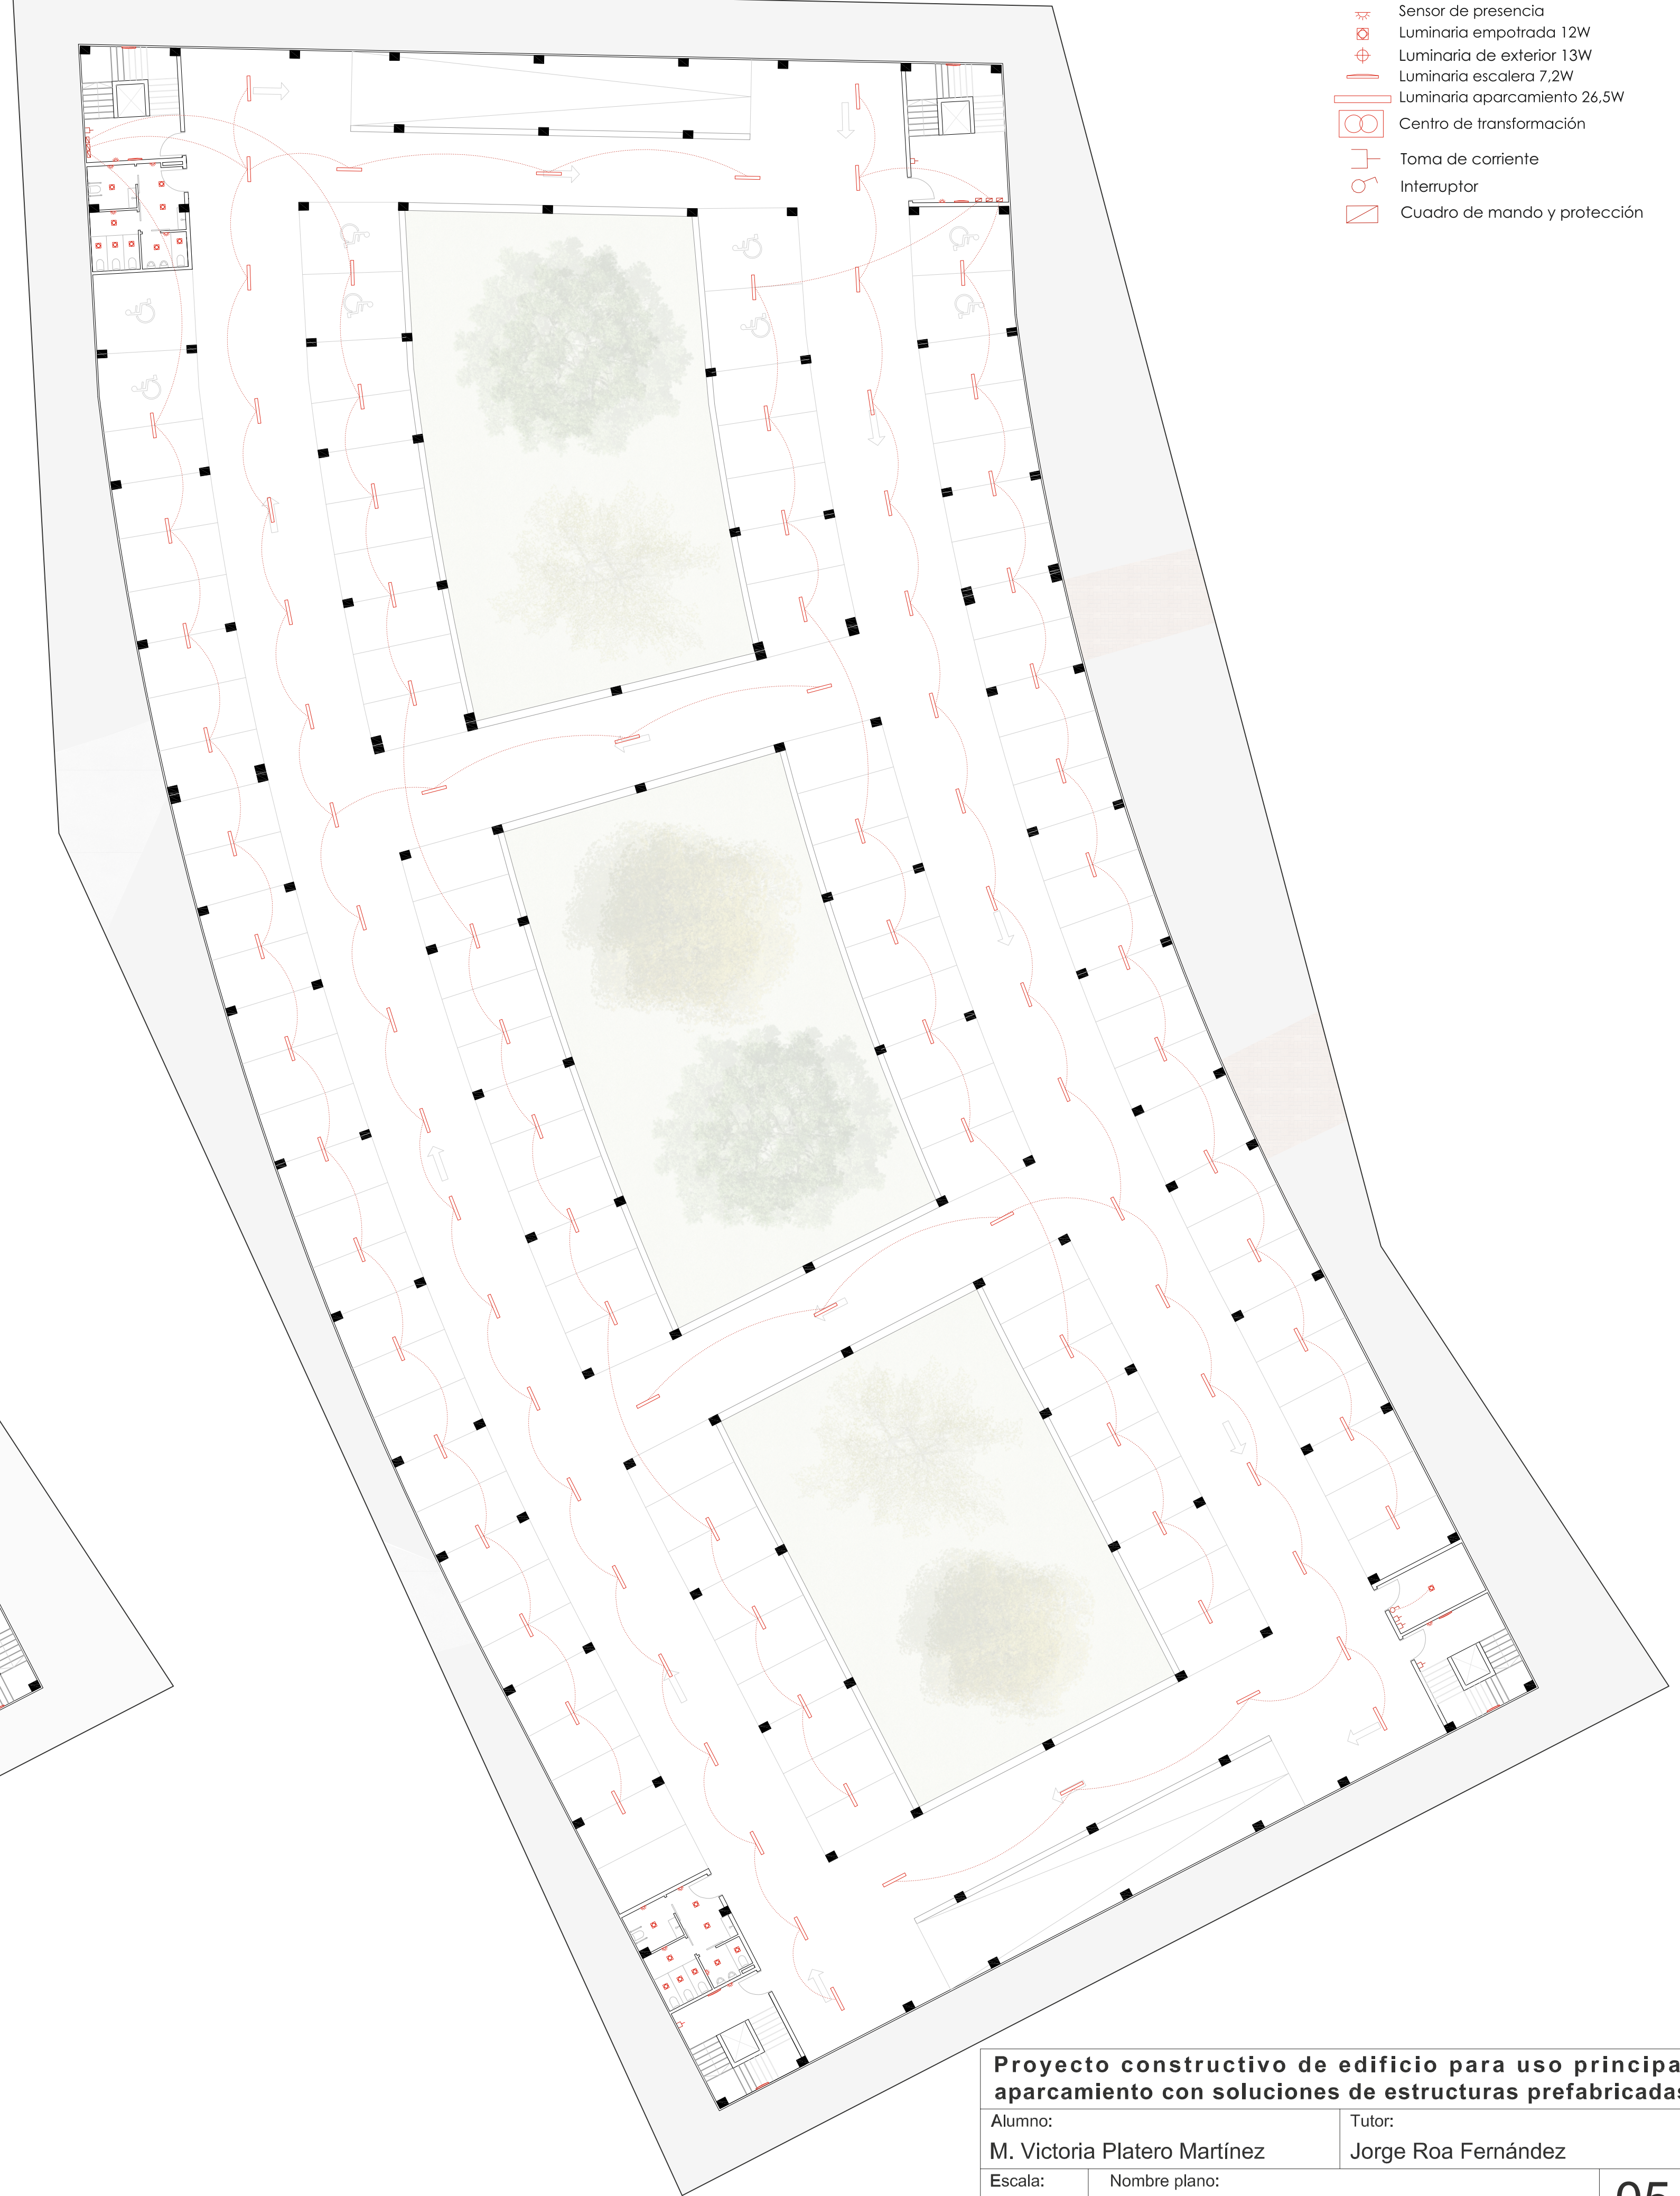 Sensor de presencia
Luminaria empotrada 12W
Luminaria de exterior 13W
Luminaria escalera 7,2W
Luminaria aparcamiento 26,5W
Centro de transformación
Toma de corriente
Interruptor
Cuadro de mando y protección
Proyecto constructivo de edificio para uso principa
aparcamiento con soluciones de estructuras prefabricadas
Alumno:
Tutor:
M. Victoria Platero Martínez
Jorge Roa Fernández
Escala:
Nombre plano:
05